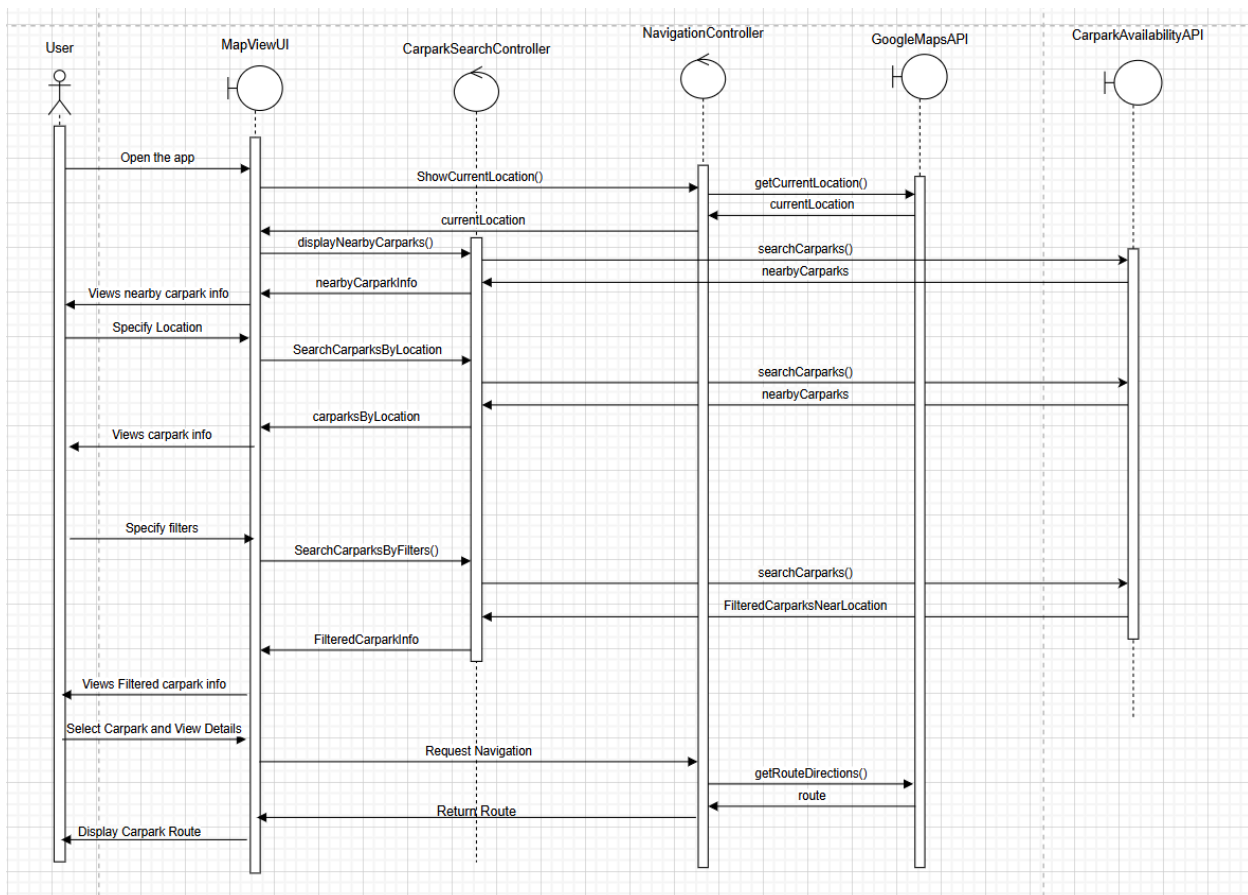 User
MapViewUI
CarparkSearchController
NavigationController
GoogleMapsAPI
CarparkAvailabilityAPI
Open the app
ShowCurrentLocation()
getCurrentLocation()
currentLocation
currentLocation
displayNearbyCarparks()
searchCarparks()
nearbyCarparks
nearbyCarparkInfo
Views nearby carpark info
Specify Location
SearchCarparksByLocation
searchCarparks()
nearbyCarparks
carparksByLocation
Views carpark info
Specify filters
SearchCarparksByFilters()
searchCarparks()
FilteredCarparksNearLocation
FilteredCarparkInfo
Views Filtered carpark info
Select Carpark and View Details
Request Navigation
getRouteDirections()
route
Return Route
Display Carpark Route